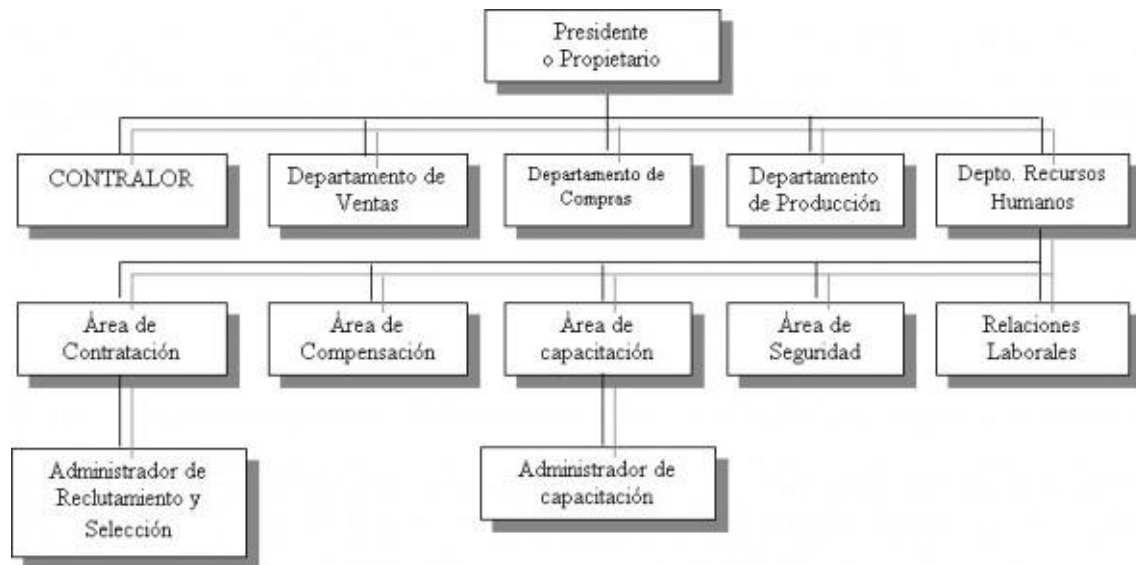 Presidente
o Propietario
CONTRALOR
Departamento de
Ventas
Departamento de
Compras
Departamento
de Producción
Depto. Recursos
Humanos
Área de
Contratación
Área de
Compensación
Área de
capacitación
Área de
Seguridad
Relaciones
Laborales
Administrador de
Reclutamiento y
Selección
Administrador de
capacitación